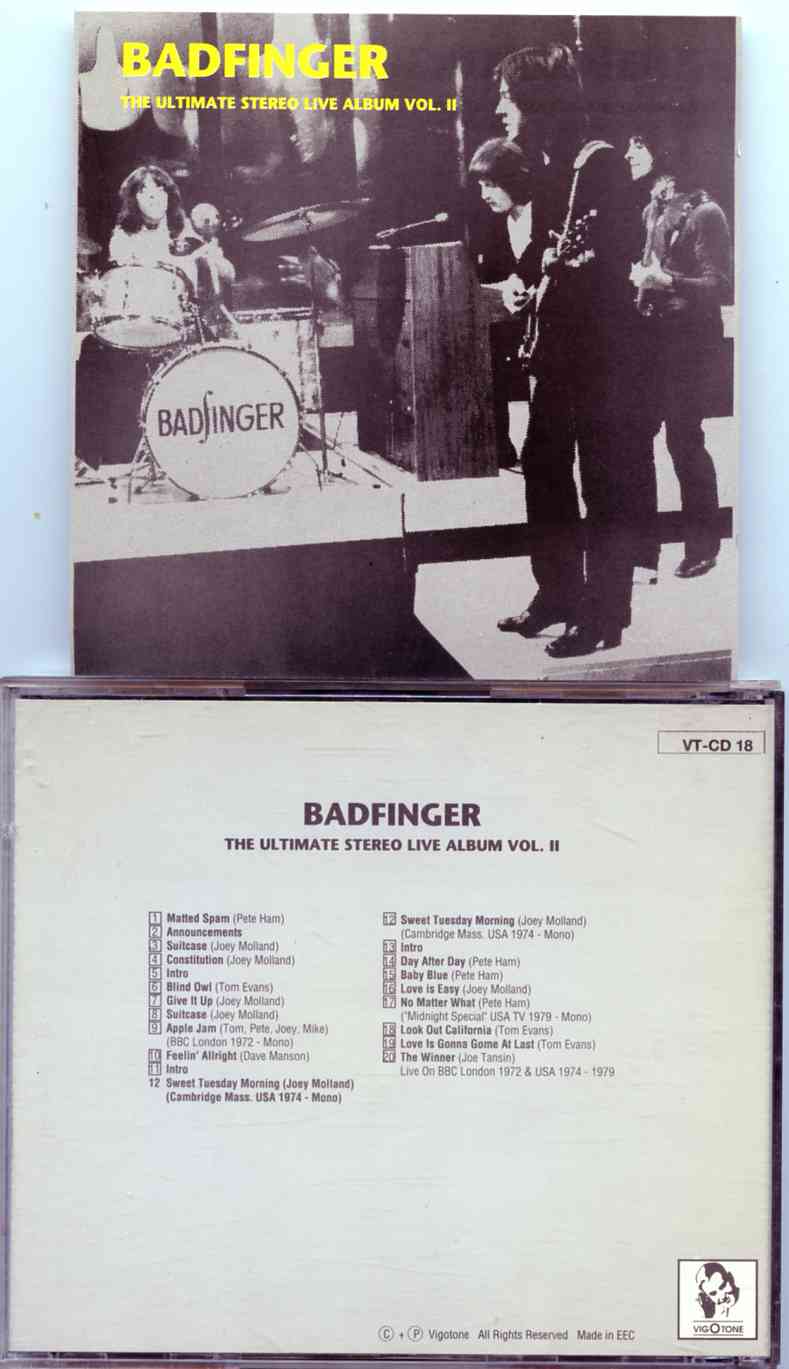 BADFINGER
THE ULTIMATE STEREO LIVE ALBUM VOL. II
BADFINGER
VT-CD 18
BADFINGER
THE ULTIMATE STEREO LIVE ALBUM VOL. II
1 Matted Spam (Pete Ham)
2 Announcements
3 Suitcase (Joey Molland)
4 Constitution (Joey Molland)
5 Intro
6 Blind Owl (Tom Evans)
7 Give It Up (Joey Molland)
8 Suitcase (Joey Molland)
9 Apple Jam (Tom, Pete, Joey, Mike)
(BBC London 1972 - Mono)
10 Feelin' Allright (Dave Manson)
11 Intro
12 Sweet Tuesday Morning (Joey Molland)
(Cambridge Mass. USA 1974 - Mono)
12 Sweet Tuesday Morning (Joey Molland)
(Cambridge Mass. USA 1974 - Mono)
13 Intro
14 Day After Day (Pete Ham)
15 Baby Blue (Pete Ham)
16 Love is Easy (Joey Molland)
17 No Matter What (Pete Ham)
("Midnight Special" USA TV 1979 - Mono)
18 Look Out California (Tom Evans)
19 Love Is Gonna Gome At Last (Tom Evans)
20 The Winner (Joe Tansin)
Live On BBC London 1972 & USA 1974 - 1979
Ⓒ + Ⓟ Vigotone All Rights Reserved Made in EEC
VIGOTONE